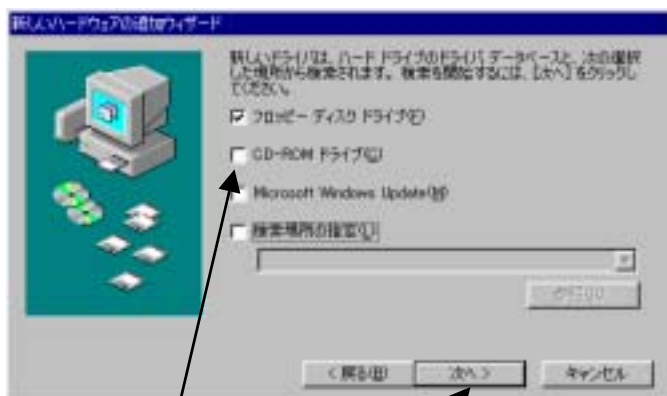 新しいハードウェアの追加ウィザード
新しいドライバは、ハード ドライブのドライバ データベースと、次の選択
した場所から検索されます。検索を開始するには、[次へ] をクリックし
てください。
フロッピー ディスク ドライブ(F)
CD-ROM ドライブ(C)
Microsoft Windows Update(M)
検索場所の指定(L)
< 戻る(B)
次へ >
キャンセル